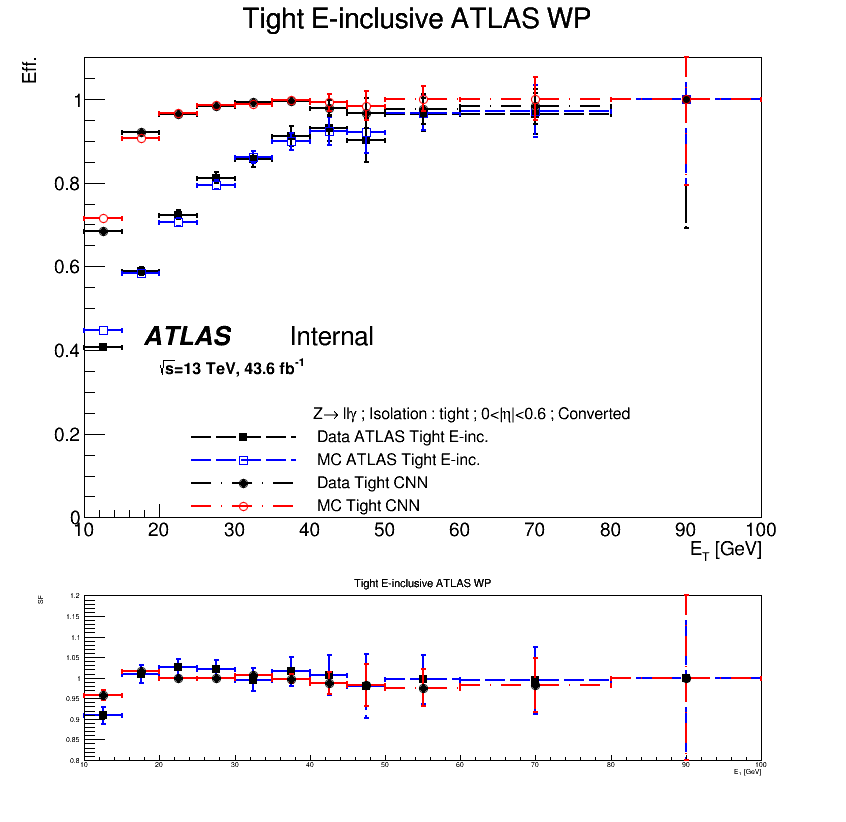 Tight E-inclusive ATLAS WP
Eff.
1
0.8
0.6
0.4
0.2
0
ATLAS Internal
√s=13 TeV, 43.6 fb⁻¹
Z→ llγ ; Isolation : tight ; 0<|η|<0.6 ; Converted
Data ATLAS Tight E-inc.
MC ATLAS Tight E-inc.
Data Tight CNN
MC Tight CNN
10 20 30 40 50 60 70 80 90 100
E_T [GeV]
Tight E-inclusive ATLAS WP
SF
1.2
1.15
1.1
1.05
1
0.95
0.9
0.85
0.8
10 20 30 40 50 60 70 80 90 100
E_T [GeV]